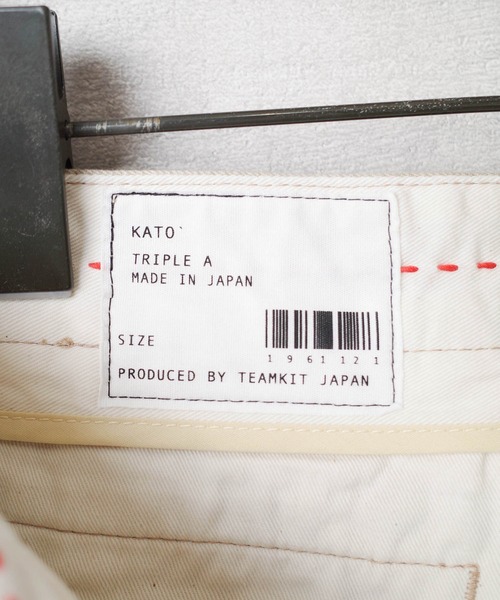 KATO`
TRIPLE A
MADE IN JAPAN
SIZE
1 9 6 1 1 2 1
PRODUCED BY TEAMKIT JAPAN